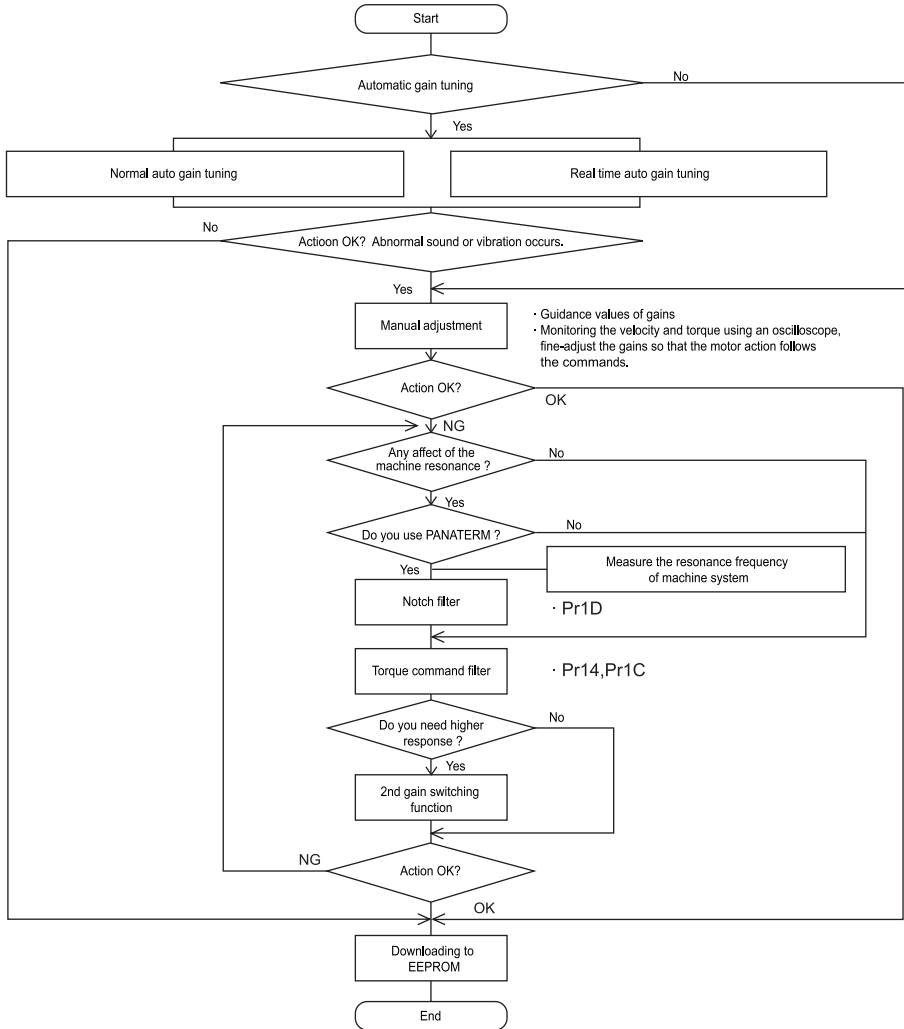 Start
Automatic gain tuning
No
Yes
Normal auto gain tuning
Real time auto gain tuning
No
Actioon OK? Abnormal sound or vibration occurs.
Yes
Manual adjustment
· Guidance values of gains
· Monitoring the velocity and torque using an oscilloscope,
fine-adjust the gains so that the motor action follows
the commands.
Action OK?
OK
NG
Any affect of the
machine resonance ?
No
Yes
Do you use PANATERM ?
No
Yes
Measure the resonance frequency
of machine system
Notch filter
· Pr1D
Torque command filter
· Pr14,Pr1C
Do you need higher
response ?
No
Yes
2nd gain switching
function
NG
Action OK?
OK
Downloading to
EEPROM
End